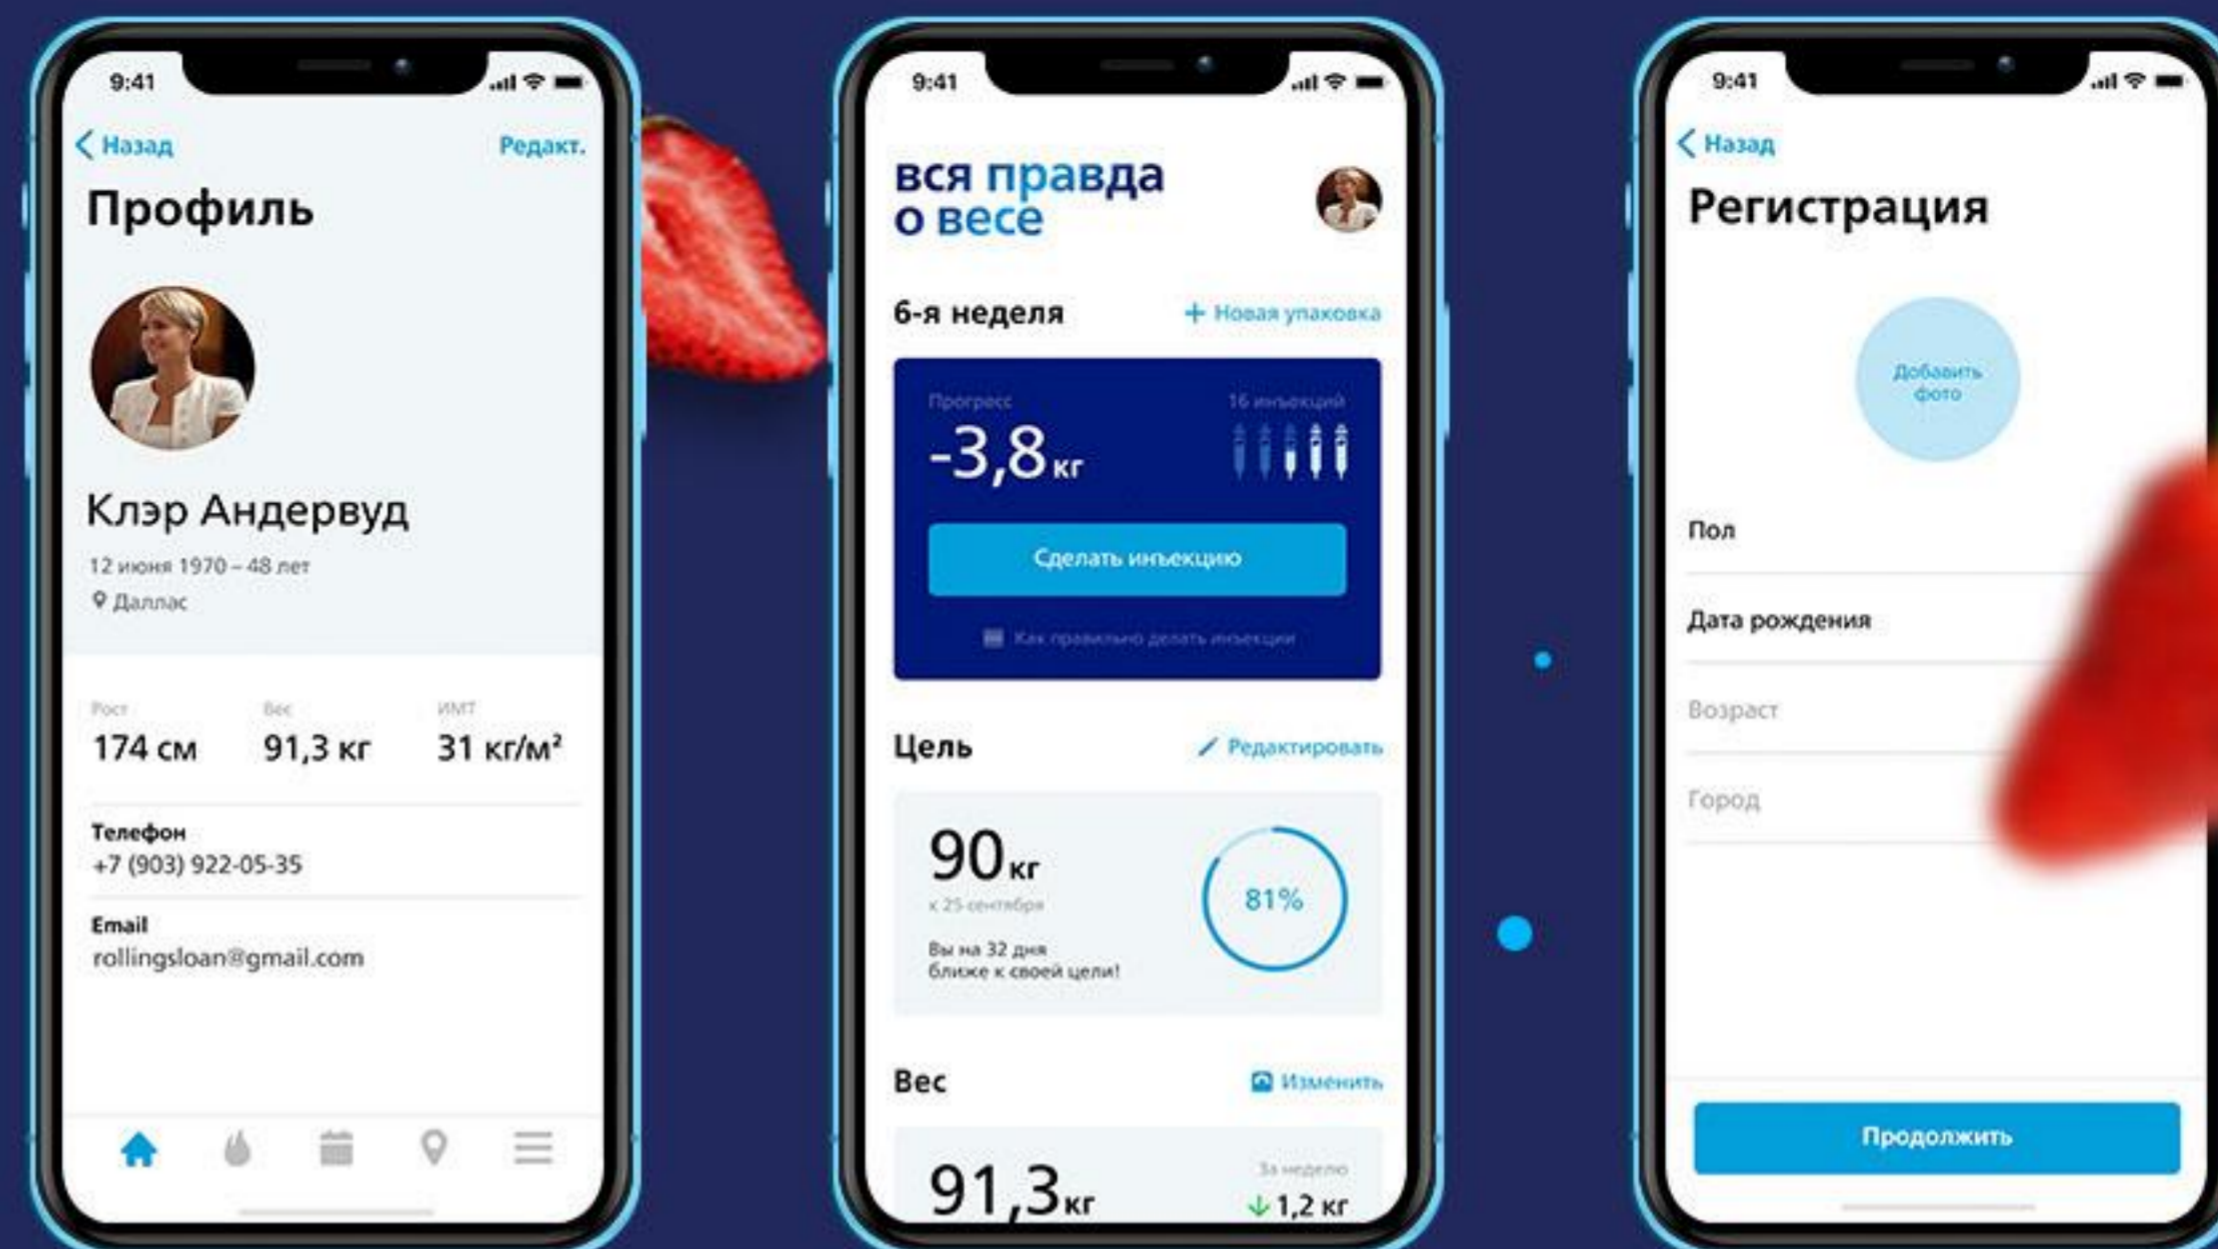 9:41
Назад
Редакт.
Профиль
Клэр Андервуд
12 июня 1970 – 48 лет
Даллас
Рост Вес ИМТ
174 см 91,3 кг 31 кг/м²
Телефон
+7 (903) 922-05-35
Email
rollingsloan@gmail.com
9:41
вся правда
о весе
6-я неделя
+ Новая упаковка
Прогресс
16 инъекций
-3,8 кг
Сделать инъекцию
Как правильно делать инъекции
Цель
Редактировать
90 кг
к 25 сентября
81%
Вы на 32 дня
ближе к своей цели!
Вес
Изменить
91,3 кг
За неделю
1,2 кг
9:41
Назад
Регистрация
Добавить
фото
Пол
Дата рождения
Возраст
Город
Продолжить